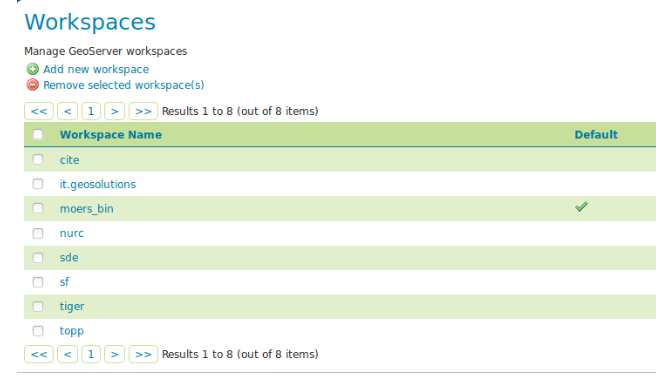 Workspaces
Manage GeoServer workspaces
Add new workspace
Remove selected workspace(s)
<< < 1 > >> Results 1 to 8 (out of 8 items)
Workspace Name Default
cite
it.geosolutions
moers_bin
nurc
sde
sf
tiger
topp
<< < 1 > >> Results 1 to 8 (out of 8 items)